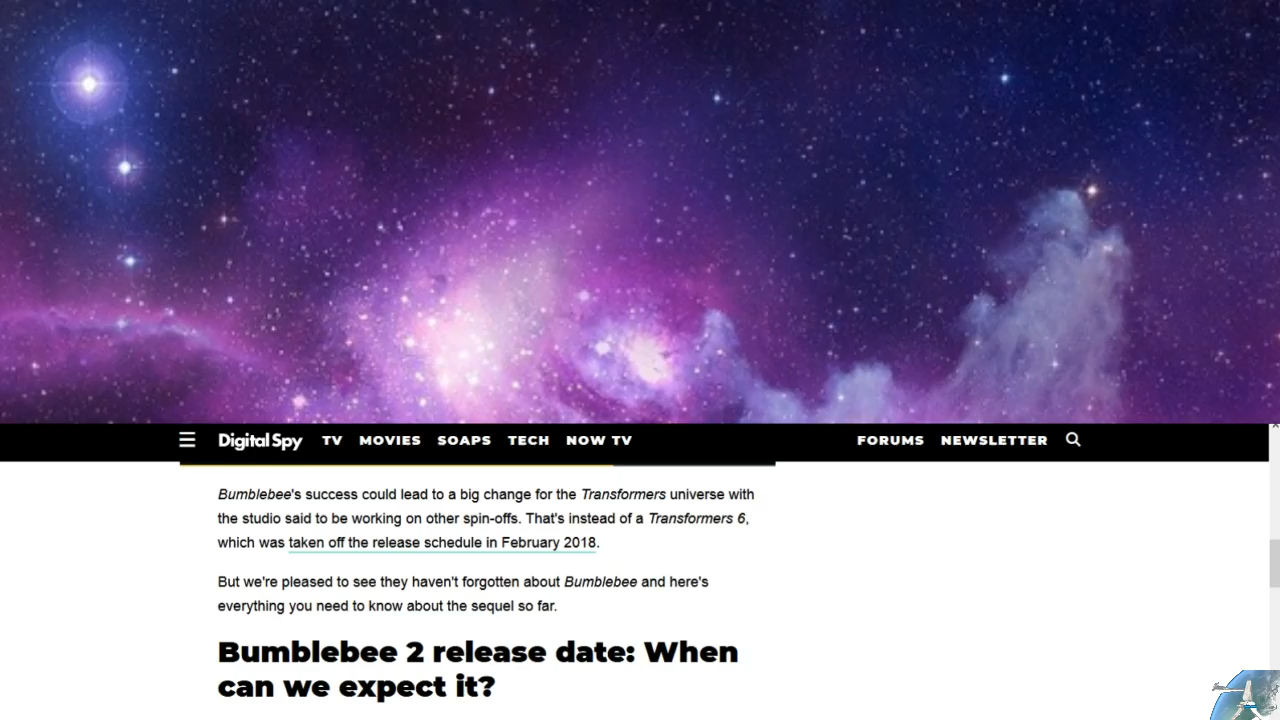 DigitalSpy TV MOVIES SOAPS TECH NOW TV FORUMS NEWSLETTER
Bumblebee's success could lead to a big change for the Transformers universe with
the studio said to be working on other spin-offs. That's instead of a Transformers 6,
which was taken off the release schedule in February 2018.
But we're pleased to see they haven't forgotten about Bumblebee and here's
everything you need to know about the sequel so far.
Bumblebee 2 release date: When
can we expect it?